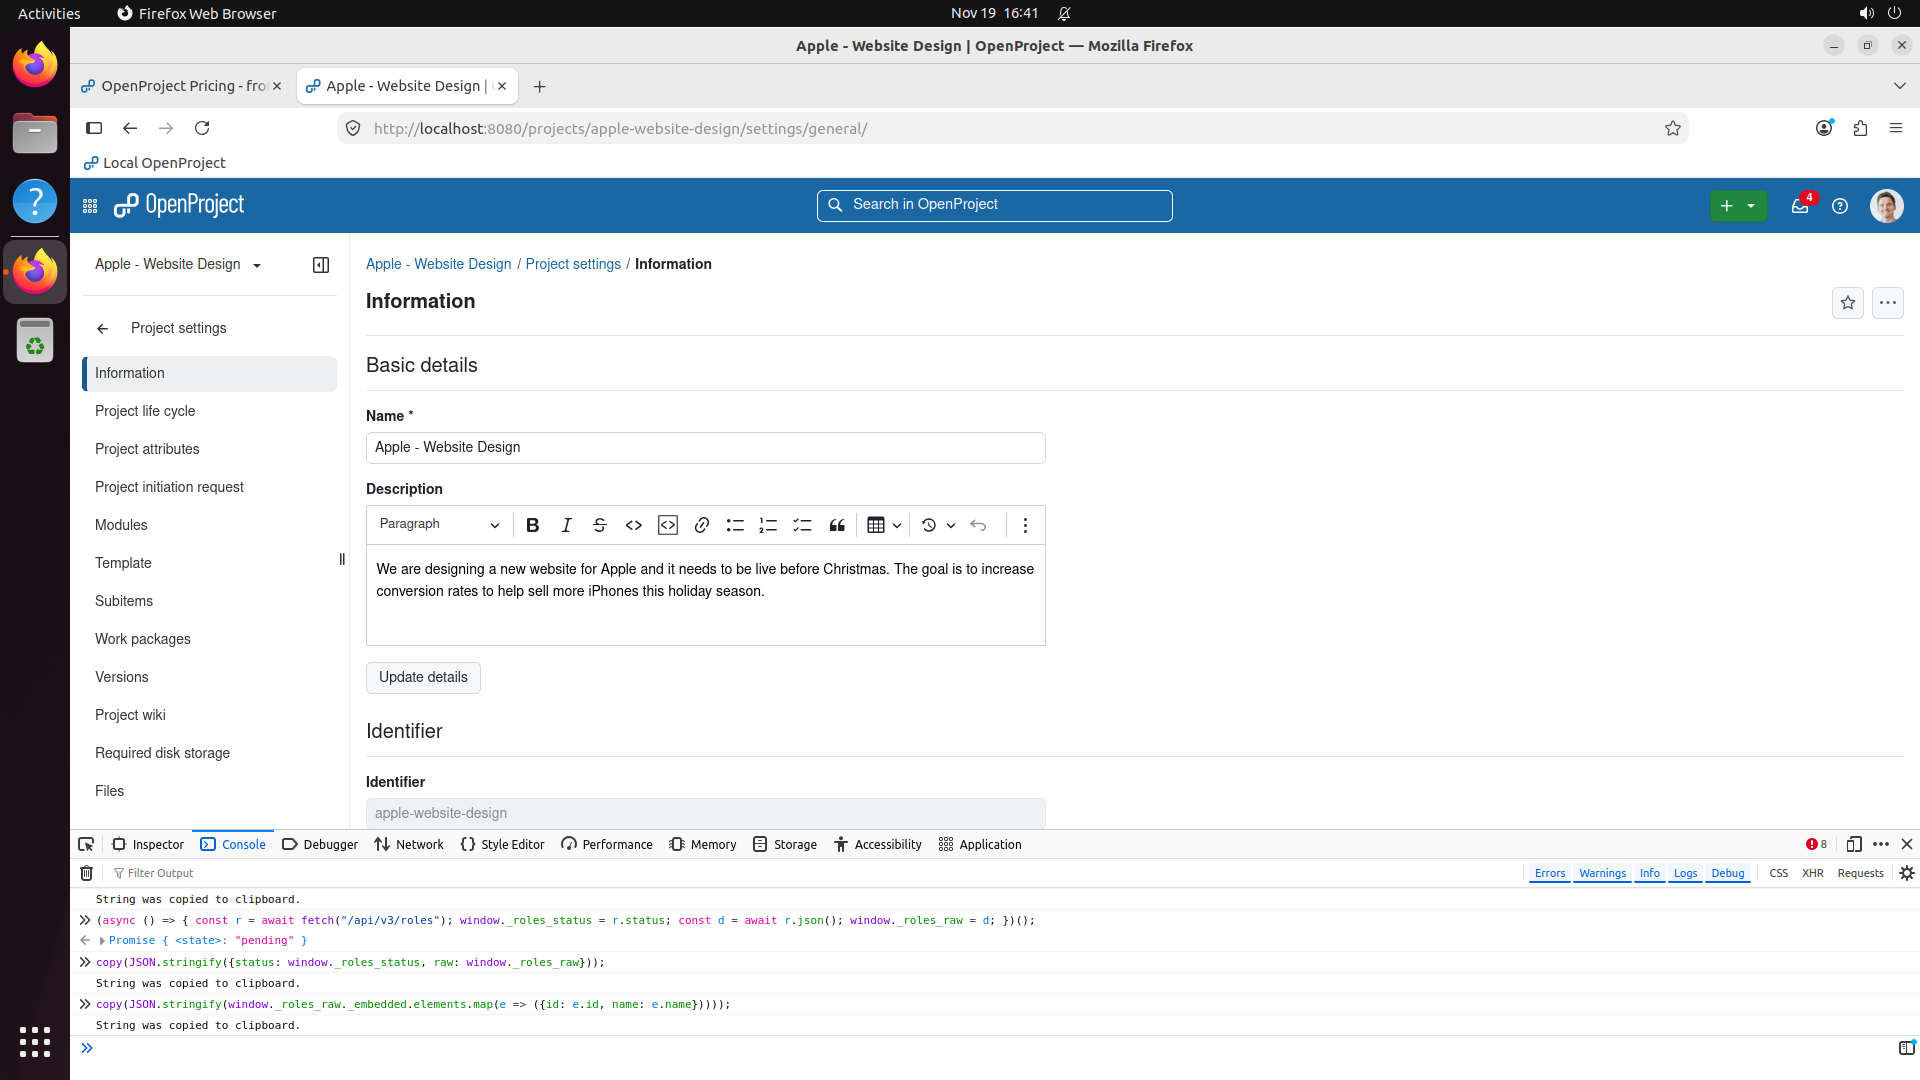 Activities
Firefox Web Browser
Nov 19 16:41
Apple - Website Design | OpenProject — Mozilla Firefox
OpenProject Pricing - fro
Apple - Website Design |
http://localhost:8080/projects/apple-website-design/settings/general/
Local OpenProject
OpenProject
Search in OpenProject
4
Apple - Website Design
Project settings
Information
Project life cycle
Project attributes
Project initiation request
Modules
Template
Subitems
Work packages
Versions
Project wiki
Required disk storage
Files
Apple - Website Design / Project settings / Information
Information
Basic details
Name *
Apple - Website Design
Description
Paragraph
We are designing a new website for Apple and it needs to be live before Christmas. The goal is to increase
conversion rates to help sell more iPhones this holiday season.
Update details
Identifier
Identifier
apple-website-design
Inspector
Console
Debugger
Network
Style Editor
Performance
Memory
Storage
Accessibility
Application
8
Filter Output
Errors
Warnings
Info
Logs
Debug
CSS
XHR
Requests
String was copied to clipboard.
(async () => { const r = await fetch("/api/v3/roles"); window._roles_status = r.status; const d = await r.json(); window._roles_raw = d; })();
Promise { <state>: "pending" }
copy(JSON.stringify({status: window._roles_status, raw: window._roles_raw}));
String was copied to clipboard.
copy(JSON.stringify(window._roles_raw._embedded.elements.map(e => ({id: e.id, name: e.name}))));
String was copied to clipboard.